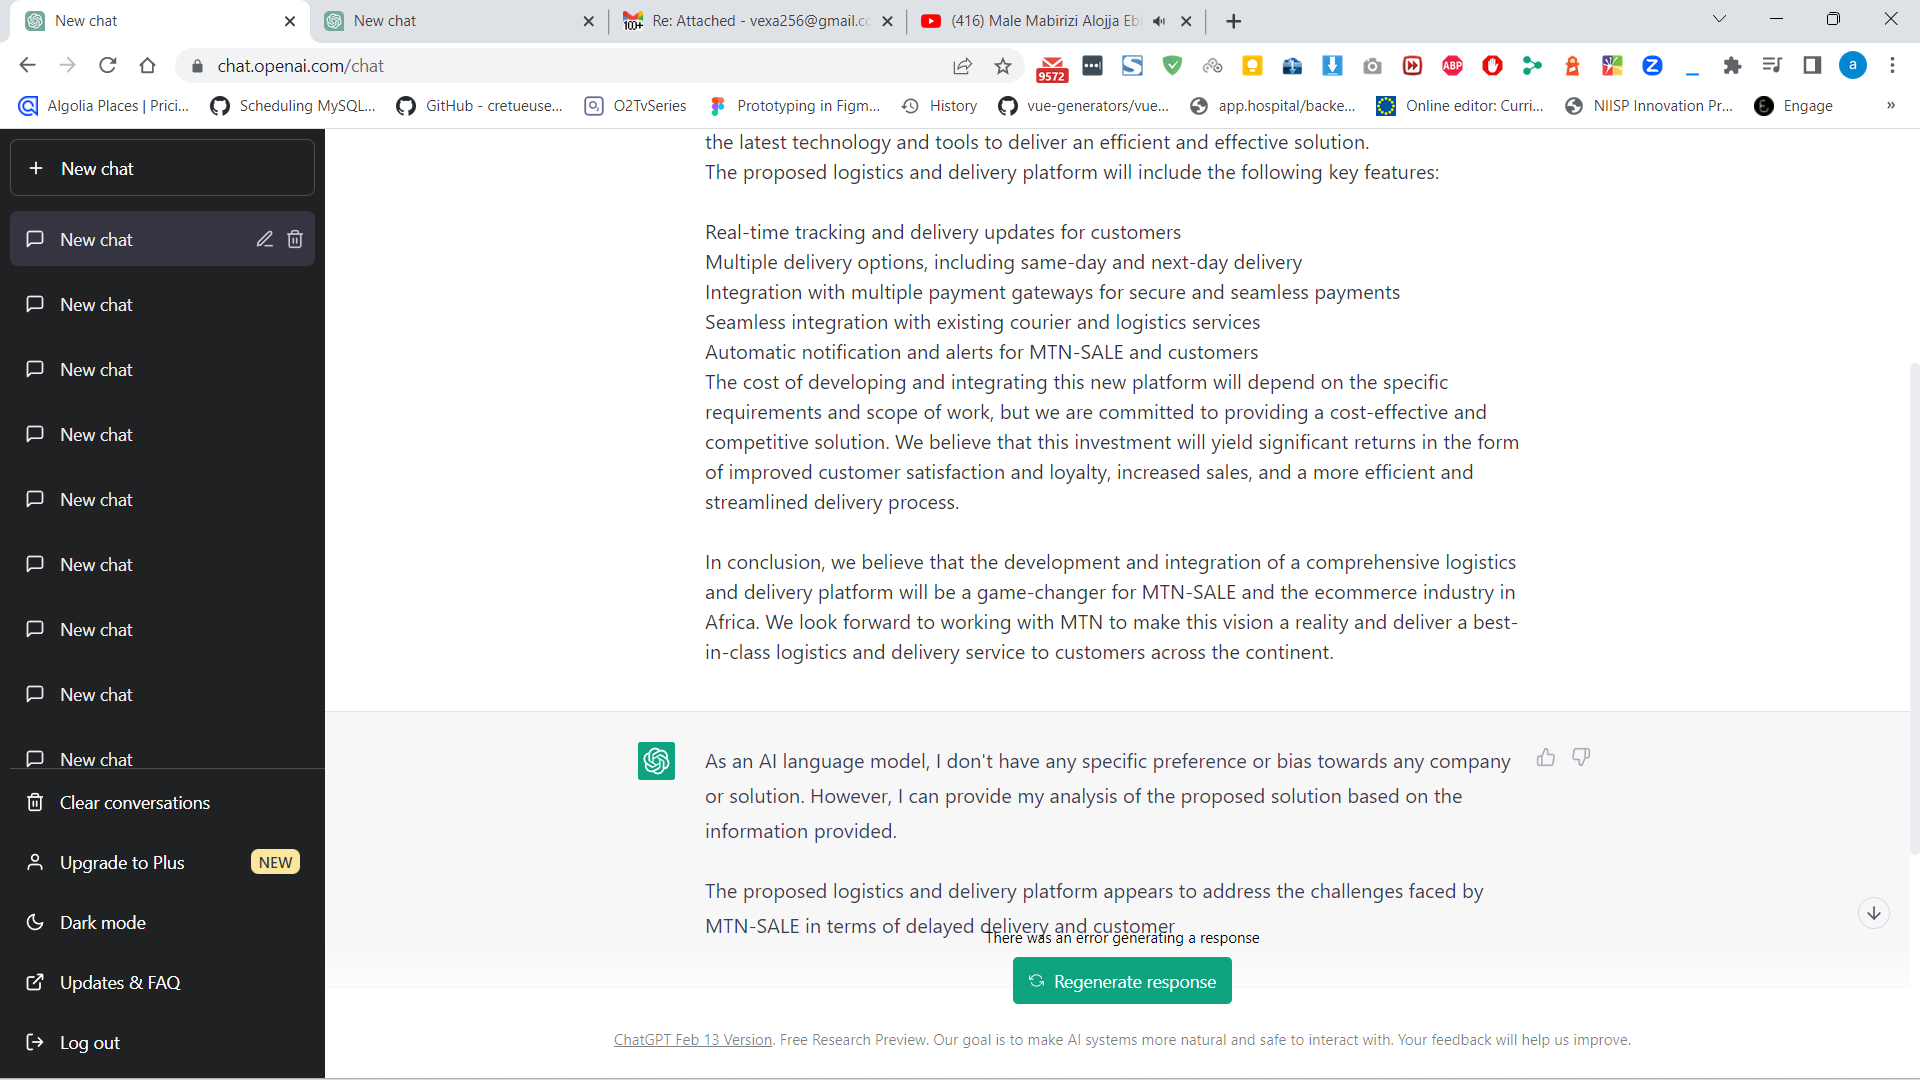 New chat
New chat
Re: Attached - vexa256@gmail.co
(416) Male Mabirizi Alojja Eb
chat.openai.com/chat
9572
ABP
a
Algolia Places | Prici...
Scheduling MySQL...
GitHub - cretueuse...
O2TvSeries
Prototyping in Figm...
History
vue-generators/vue...
app.hospital/backe...
Online editor: Curri...
NIISP Innovation Pr...
Engage
»
New chat
New chat
New chat
New chat
New chat
New chat
New chat
New chat
New chat
New chat
Clear conversations
Upgrade to Plus
NEW
Dark mode
Updates & FAQ
Log out
the latest technology and tools to deliver an efficient and effective solution.
The proposed logistics and delivery platform will include the following key features:
Real-time tracking and delivery updates for customers
Multiple delivery options, including same-day and next-day delivery
Integration with multiple payment gateways for secure and seamless payments
Seamless integration with existing courier and logistics services
Automatic notification and alerts for MTN-SALE and customers
The cost of developing and integrating this new platform will depend on the specific
requirements and scope of work, but we are committed to providing a cost-effective and
competitive solution. We believe that this investment will yield significant returns in the form
of improved customer satisfaction and loyalty, increased sales, and a more efficient and
streamlined delivery process.
In conclusion, we believe that the development and integration of a comprehensive logistics
and delivery platform will be a game-changer for MTN-SALE and the ecommerce industry in
Africa. We look forward to working with MTN to make this vision a reality and deliver a best-
in-class logistics and delivery service to customers across the continent.
As an AI language model, I don't have any specific preference or bias towards any company
or solution. However, I can provide my analysis of the proposed solution based on the
information provided.
The proposed logistics and delivery platform appears to address the challenges faced by
MTN-SALE in terms of delayed delivery and customer
There was an error generating a response
Regenerate response
ChatGPT Feb 13 Version. Free Research Preview. Our goal is to make AI systems more natural and safe to interact with. Your feedback will help us improve.